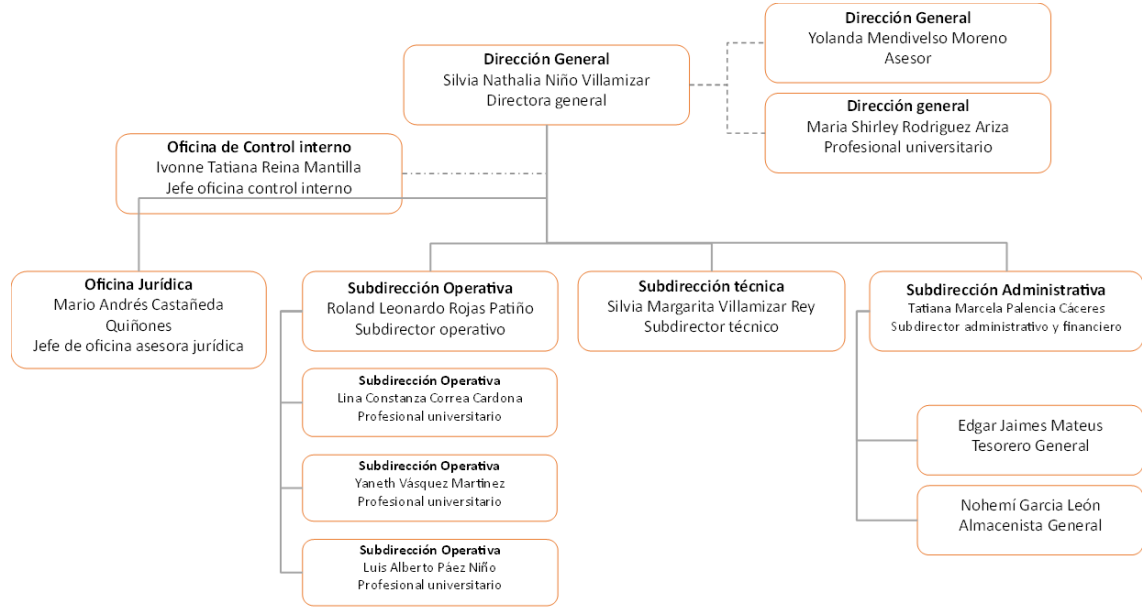 Dirección General
Yolanda Mendivelso Moreno
Asesor
Dirección General
Silvia Nathalia Niño Villamizar
Directora general
Dirección general
Maria Shirley Rodriguez Ariza
Profesional universitario
Oficina de Control interno
Ivonne Tatiana Reina Mantilla
Jefe oficina control interno
Oficina Jurídica
Mario Andrés Castañeda
Quiñones
Jefe de oficina asesora jurídica
Subdirección Operativa
Roland Leonardo Rojas Patiño
Subdirector operativo
Subdirección técnica
Silvia Margarita Villamizar Rey
Subdirector técnico
Subdirección Administrativa
Tatiana Marcela Palencia Cáceres
Subdirector administrativo y financiero
Subdirección Operativa
Lina Constanza Correa Cardona
Profesional universitario
Subdirección Operativa
Yaneth Vásquez Martinez
Profesional universitario
Subdirección Operativa
Luis Alberto Páez Niño
Profesional universitario
Edgar Jaimes Mateus
Tesorero General
Nohemí Garcia León
Almacenista General